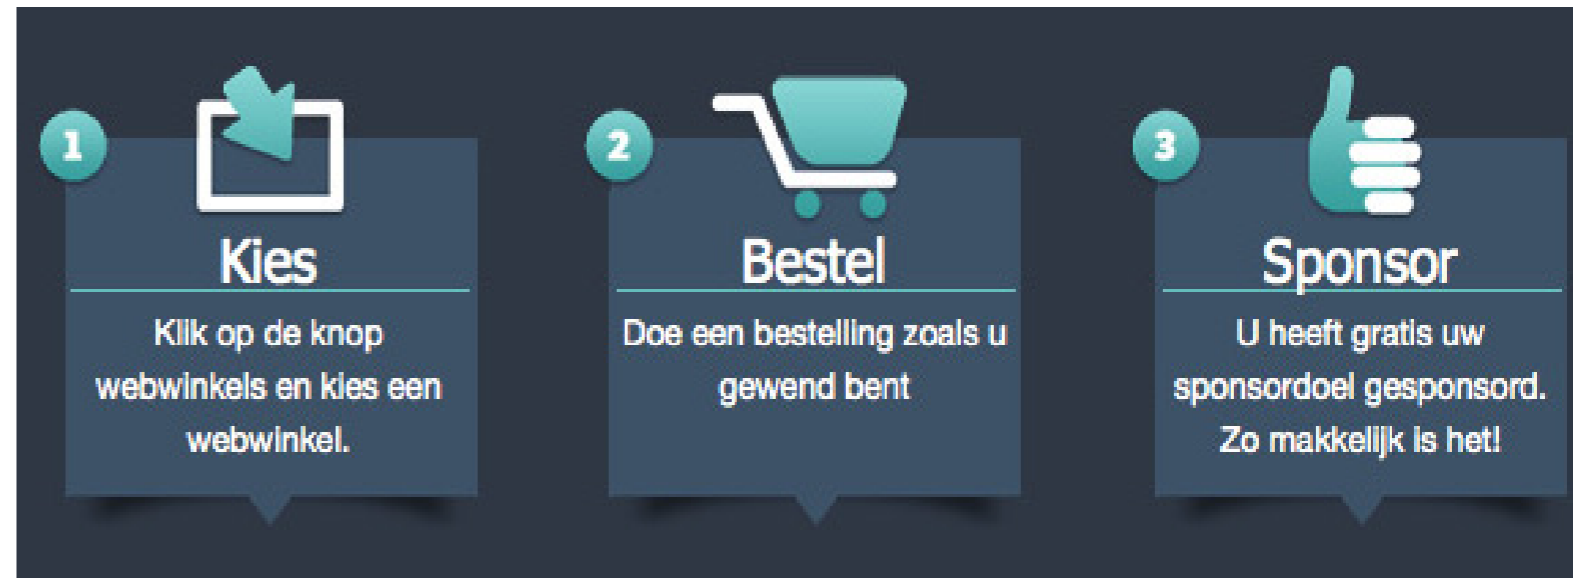 1
Kies
Klik op de knop
webwinkels en kies een
webwinkel.
2
Bestel
Doe een bestelling zoals u
gewend bent
3
Sponsor
U heeft gratis uw
sponsordoel gesponsord.
Zo makkelijk is het!